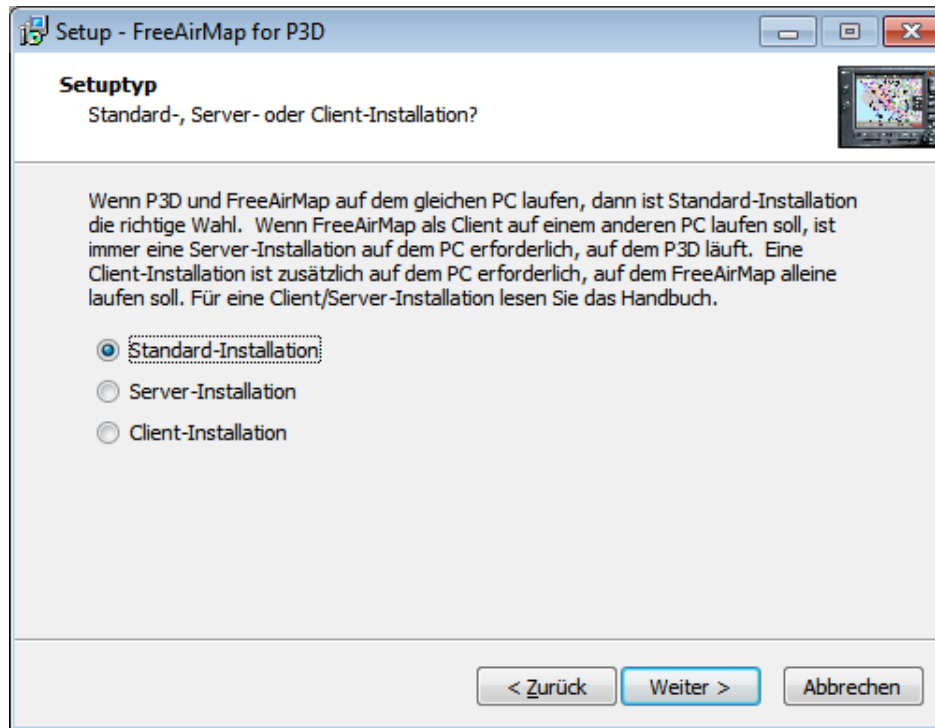 Setup - FreeAirMap for P3D
Setuptyp
Standard-, Server- oder Client-Installation?
Wenn P3D und FreeAirMap auf dem gleichen PC laufen, dann ist Standard-Installation
die richtige Wahl.  Wenn FreeAirMap als Client auf einem anderen PC laufen soll, ist
immer eine Server-Installation auf dem PC erforderlich, auf dem P3D läuft.  Eine
Client-Installation ist zusätzlich auf dem PC erforderlich, auf dem FreeAirMap alleine
laufen soll. Für eine Client/Server-Installation lesen Sie das Handbuch.
Standard-Installation
Server-Installation
Client-Installation
< Zurück
Weiter >
Abbrechen